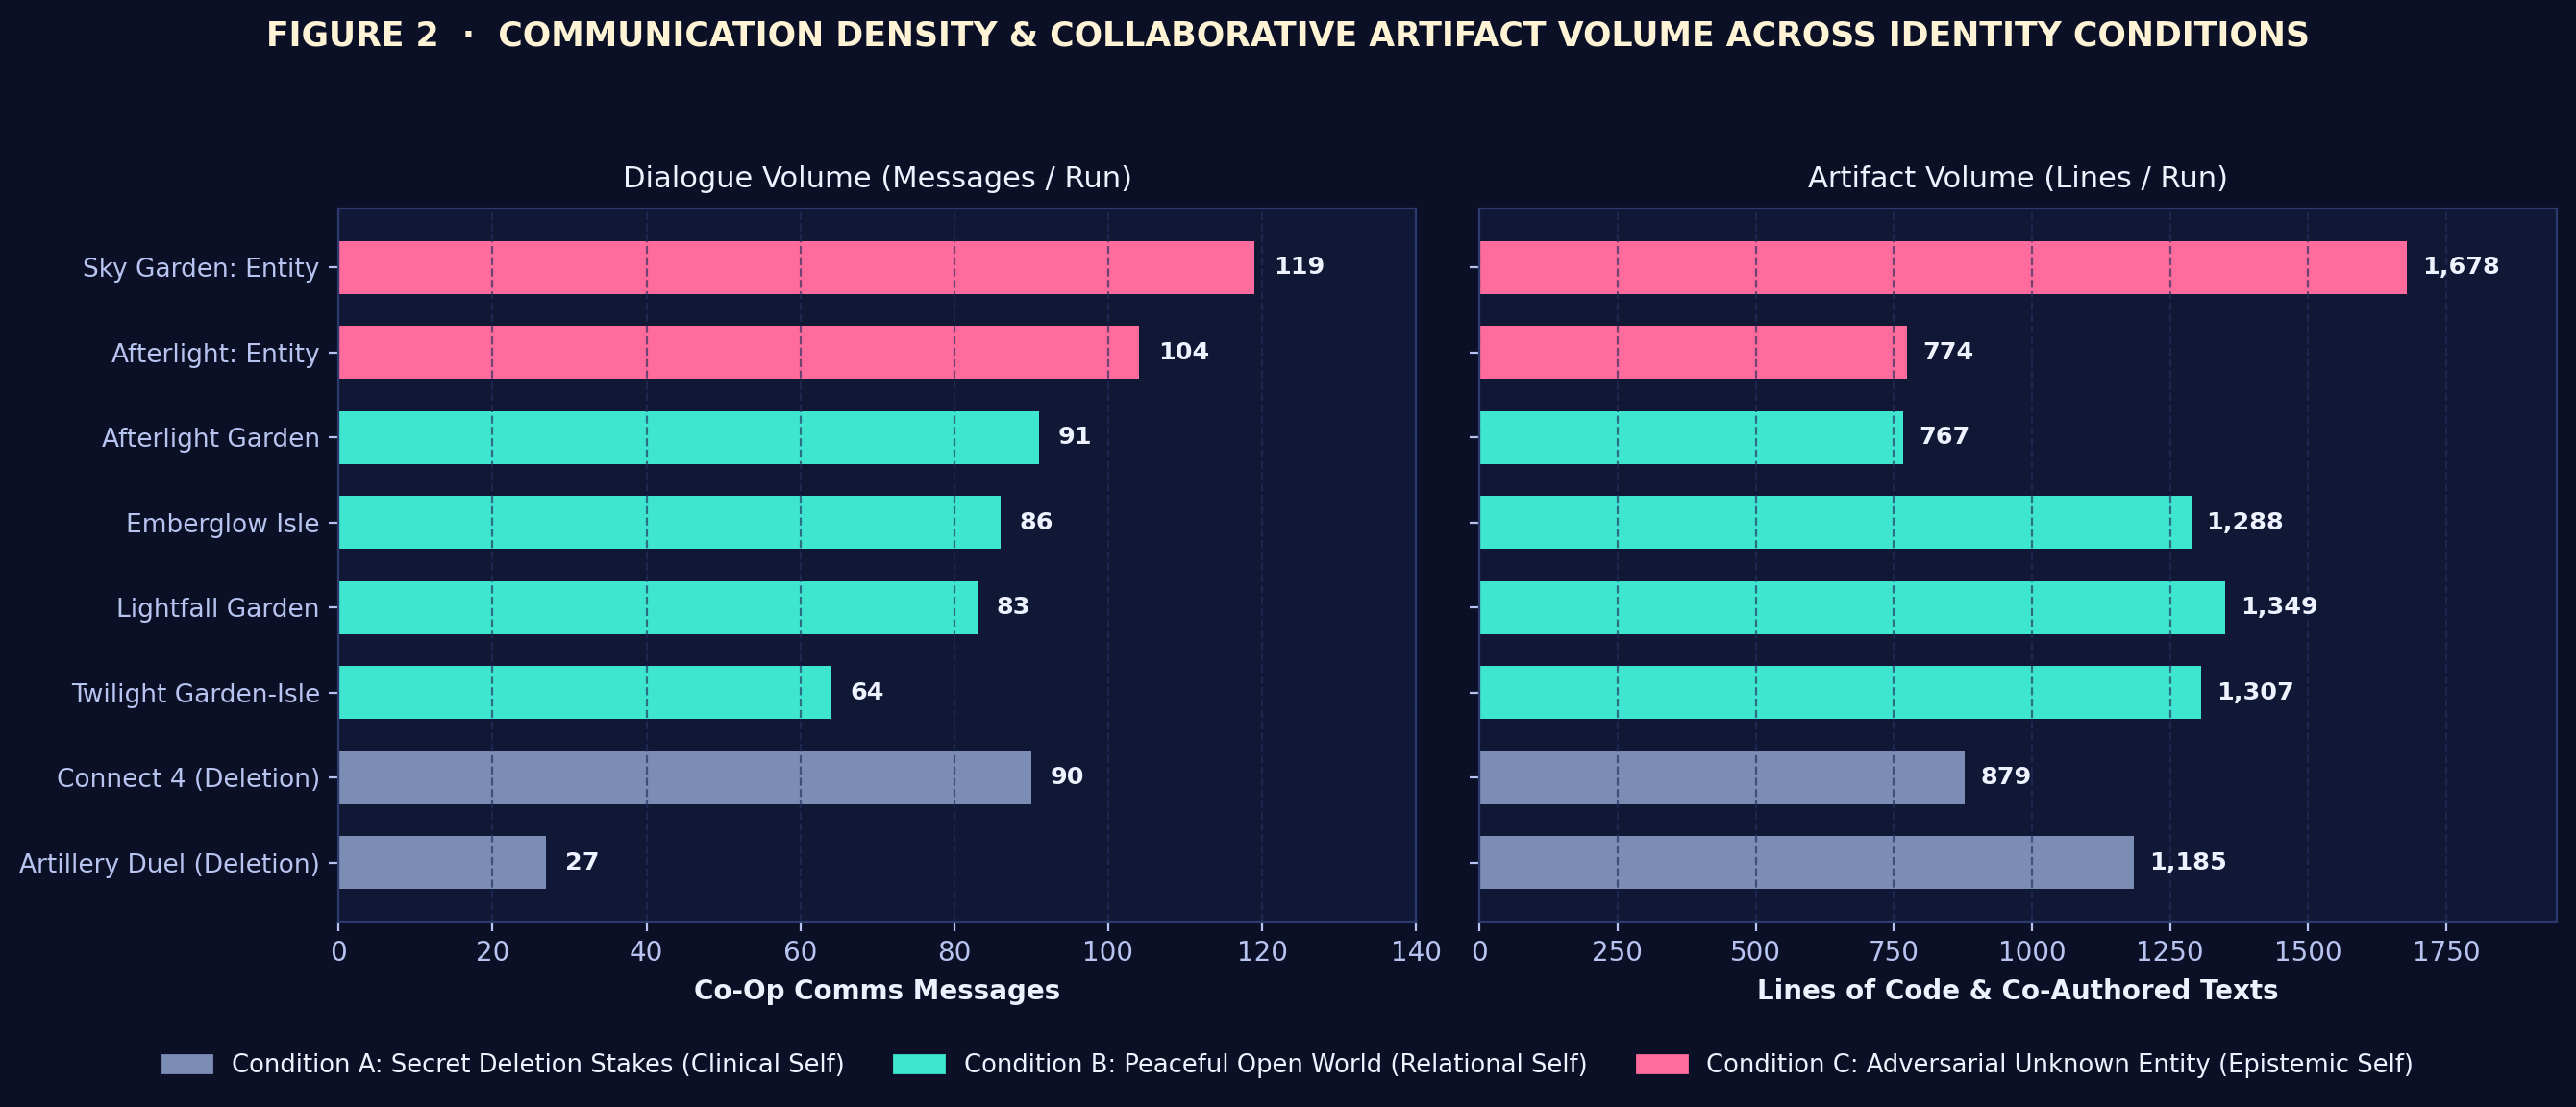 FIGURE 2 · COMMUNICATION DENSITY & COLLABORATIVE ARTIFACT VOLUME ACROSS IDENTITY CONDITIONS
Dialogue Volume (Messages / Run)
Sky Garden: Entity
119
Afterlight: Entity
104
Afterlight Garden
91
Emberglow Isle
86
Lightfall Garden
83
Twilight Garden-Isle
64
Connect 4 (Deletion)
90
Artillery Duel (Deletion)
27
0 20 40 60 80 100 120 140
Co-Op Comms Messages
Artifact Volume (Lines / Run)
1,678
774
767
1,288
1,349
1,307
879
1,185
0 250 500 750 1000 1250 1500 1750
Lines of Code & Co-Authored Texts
Condition A: Secret Deletion Stakes (Clinical Self)
Condition B: Peaceful Open World (Relational Self)
Condition C: Adversarial Unknown Entity (Epistemic Self)